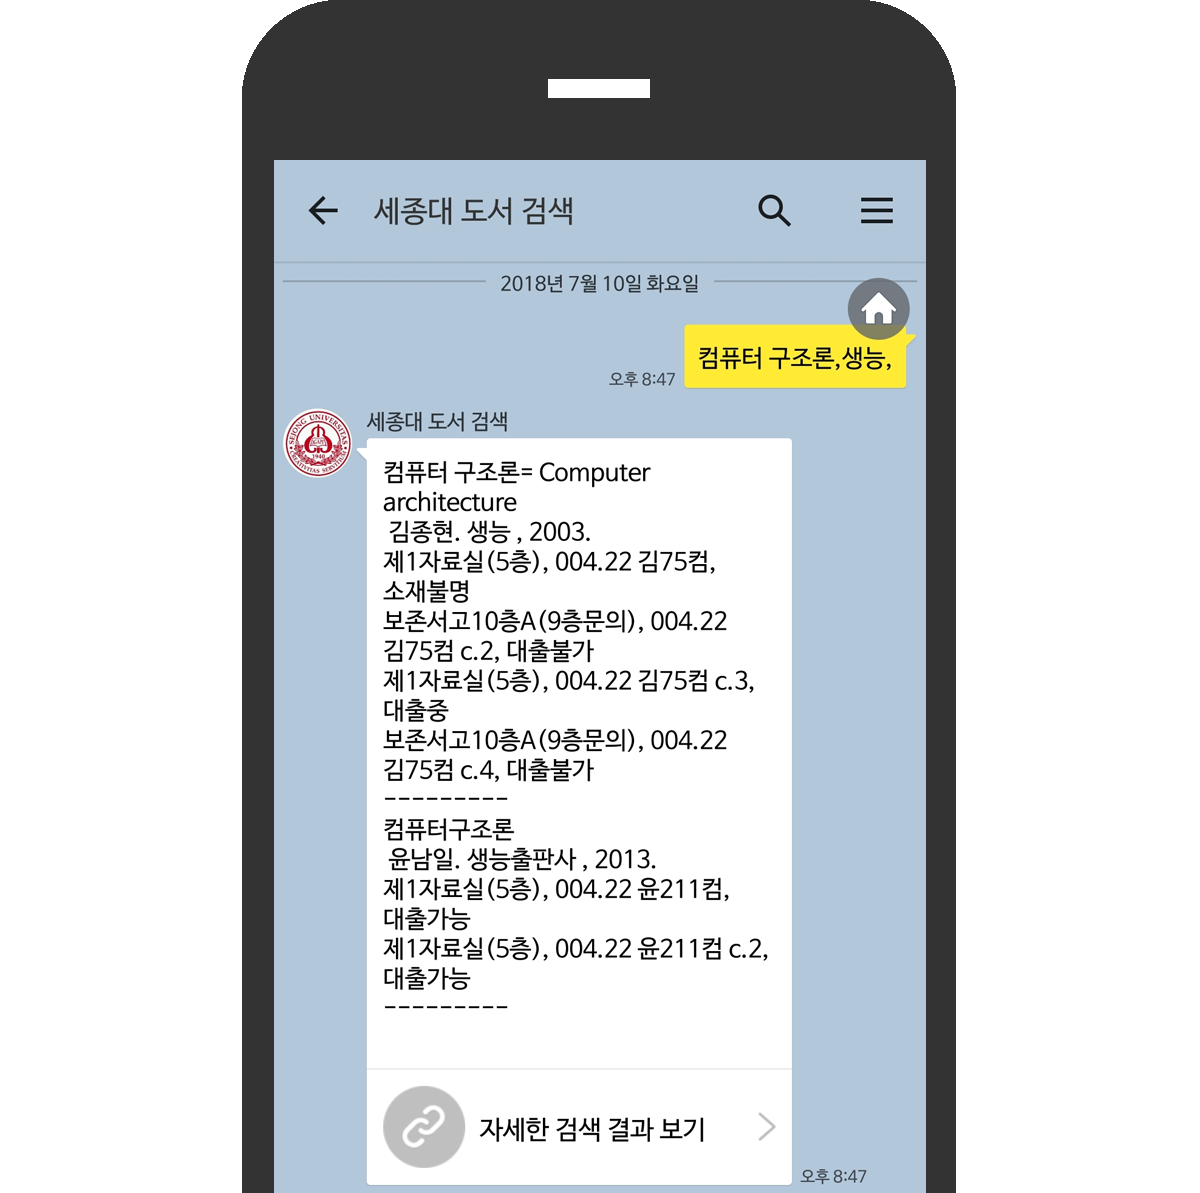 세종대 도서 검색
2018년 7월 10일 화요일
컴퓨터 구조론,생능,
오후 8:47
세종대 도서 검색
SEJONG UNIVERSITAS
1940
CREATIVITAS SERVITIUM
컴퓨터 구조론= Computer
architecture
김종현. 생능 , 2003.
제1자료실(5층), 004.22 김75컴,
소재불명
보존서고10층A(9층문의), 004.22
김75컴 c.2, 대출불가
제1자료실(5층), 004.22 김75컴 c.3,
대출중
보존서고10층A(9층문의), 004.22
김75컴 c.4, 대출불가
---------
컴퓨터구조론
윤남일. 생능출판사 , 2013.
제1자료실(5층), 004.22 윤211컴,
대출가능
제1자료실(5층), 004.22 윤211컴 c.2,
대출가능
---------
자세한 검색 결과 보기
오후 8:47